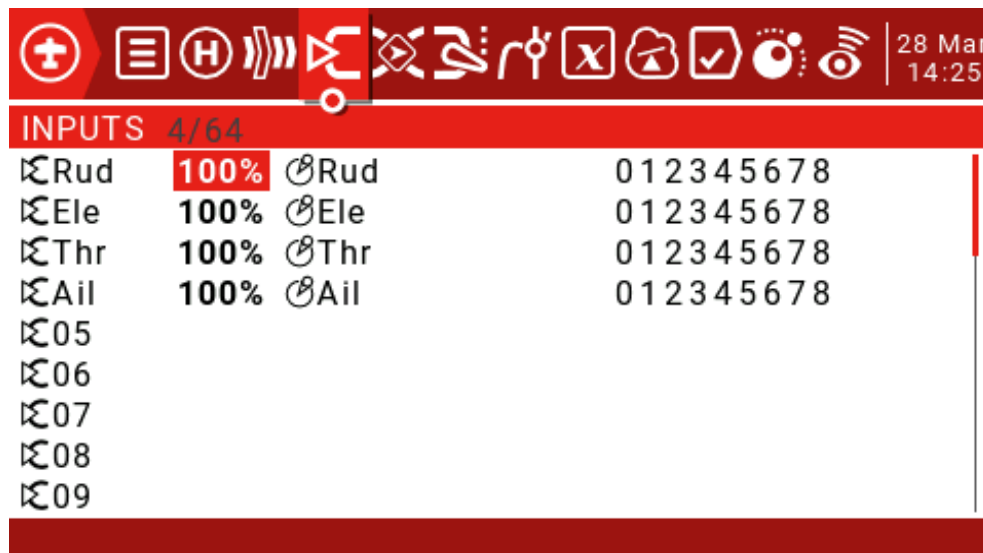 28 Mar
14:25
INPUTS 4/64
Rud 100% Rud 012345678
Ele 100% Ele 012345678
Thr 100% Thr 012345678
Ail 100% Ail 012345678
05
06
07
08
09